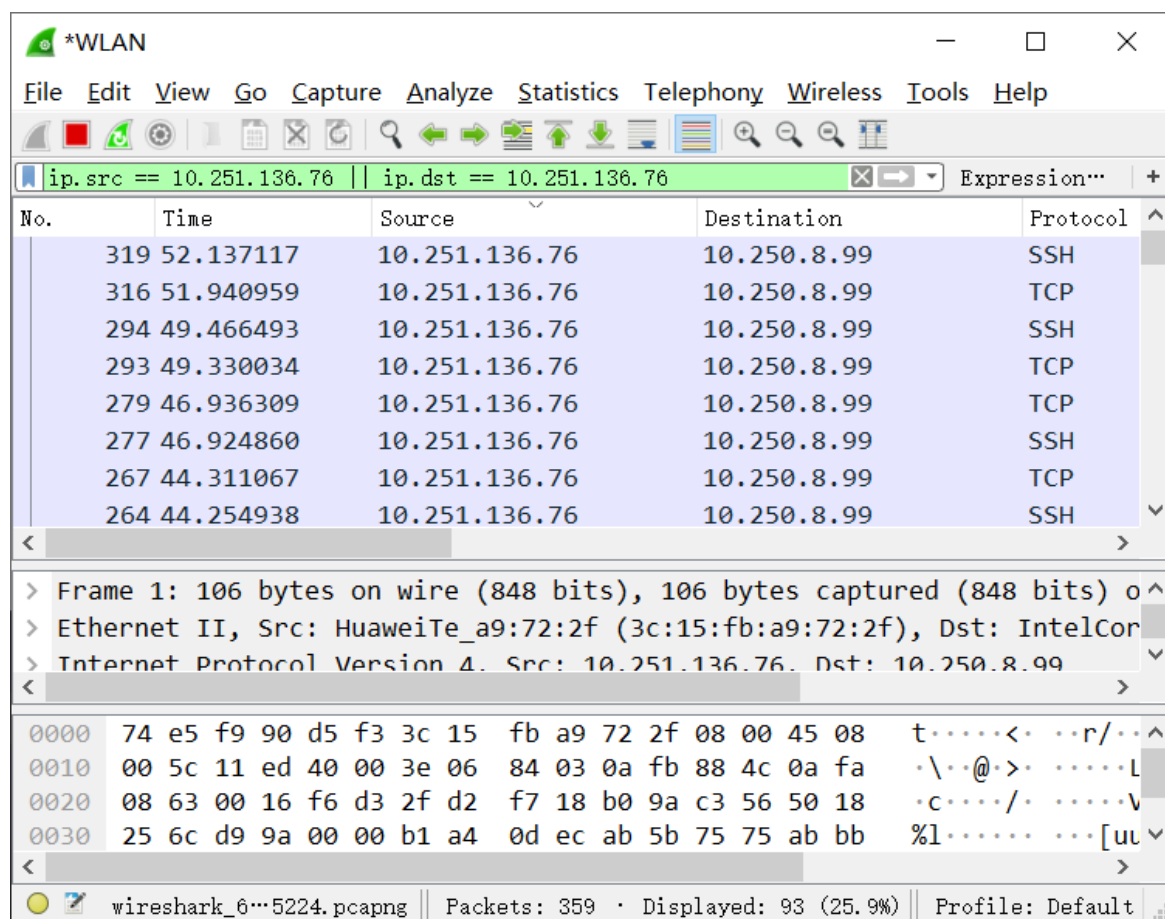 *WLAN
File Edit View Go Capture Analyze Statistics Telephony Wireless Tools Help
ip.src == 10.251.136.76 || ip.dst == 10.251.136.76 Expression… +
No. Time Source Destination Protocol
319 52.137117 10.251.136.76 10.250.8.99 SSH
316 51.940959 10.251.136.76 10.250.8.99 TCP
294 49.466493 10.251.136.76 10.250.8.99 SSH
293 49.330034 10.251.136.76 10.250.8.99 TCP
279 46.936309 10.251.136.76 10.250.8.99 TCP
277 46.924860 10.251.136.76 10.250.8.99 SSH
267 44.311067 10.251.136.76 10.250.8.99 TCP
264 44.254938 10.251.136.76 10.250.8.99 SSH
> Frame 1: 106 bytes on wire (848 bits), 106 bytes captured (848 bits) o
> Ethernet II, Src: HuaweiTe_a9:72:2f (3c:15:fb:a9:72:2f), Dst: IntelCor
> Internet Protocol Version 4, Src: 10.251.136.76, Dst: 10.250.8.99
0000 74 e5 f9 90 d5 f3 3c 15 fb a9 72 2f 08 00 45 08 t·····<· ··r/··
0010 00 5c 11 ed 40 00 3e 06 84 03 0a fb 88 4c 0a fa ·\··@·>· ·····L
0020 08 63 00 16 f6 d3 2f d2 f7 18 b0 9a c3 56 50 18 ·c····/· ·····V
0030 25 6c d9 9a 00 00 b1 a4 0d ec ab 5b 75 75 ab bb %l······ ···[uu
wireshark_6…5224.pcapng Packets: 359 · Displayed: 93 (25.9%) Profile: Default